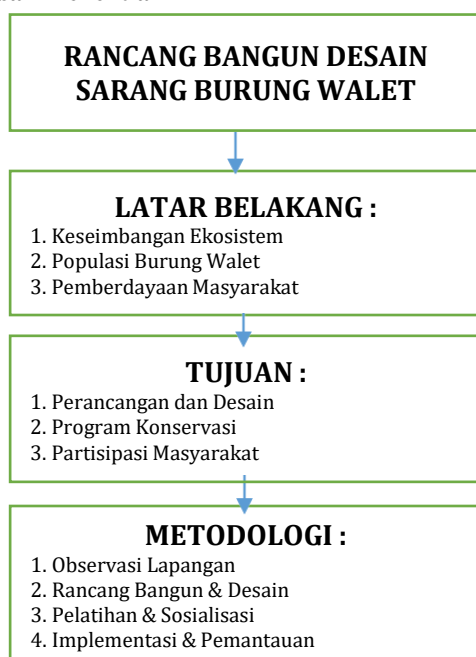 RANCANG BANGUN DESAIN
SARANG BURUNG WALET
LATAR BELAKANG :
1. Keseimbangan Ekosistem
2. Populasi Burung Walet
3. Pemberdayaan Masyarakat
TUJUAN :
1. Perancangan dan Desain
2. Program Konservasi
3. Partisipasi Masyarakat
METODOLOGI :
1. Observasi Lapangan
2. Rancang Bangun & Desain
3. Pelatihan & Sosialisasi
4. Implementasi & Pemantauan